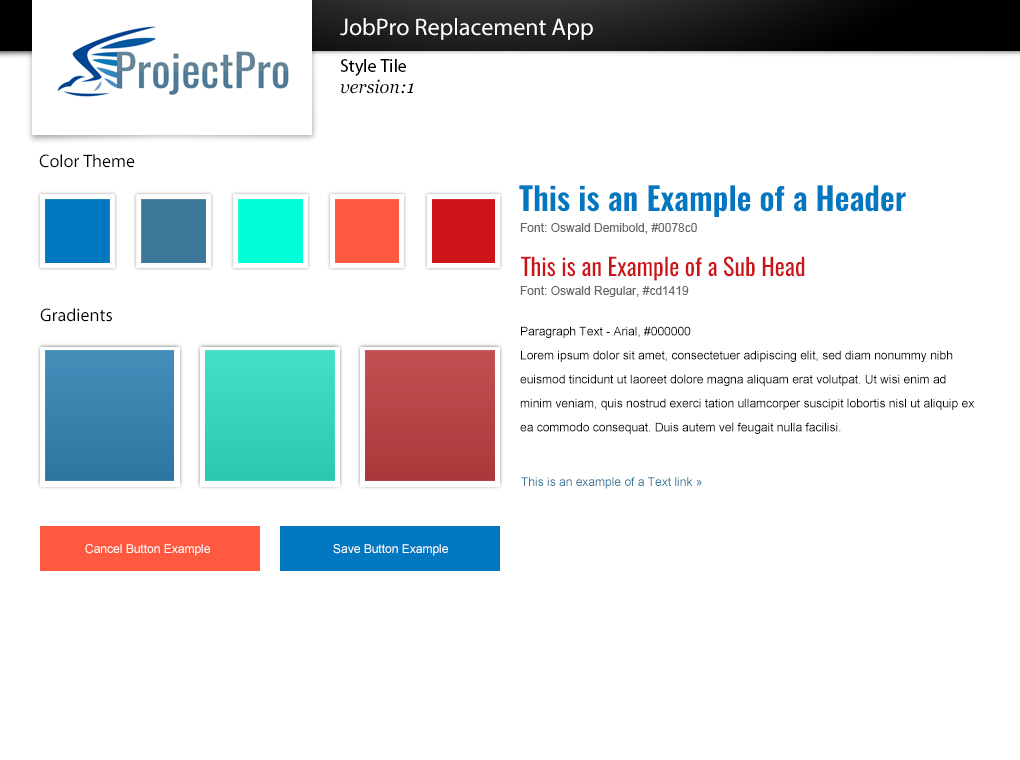 JobPro Replacement App
ProjectPro
Style Tile
version:1
Color Theme
Gradients
Cancel Button Example
Save Button Example
This is an Example of a Header
Font: Oswald Demibold, #0078c0
This is an Example of a Sub Head
Font: Oswald Regular, #cd1419
Paragraph Text - Arial, #000000
Lorem ipsum dolor sit amet, consectetuer adipiscing elit, sed diam nonummy nibh
euismod tincidunt ut laoreet dolore magna aliquam erat volutpat. Ut wisi enim ad
minim veniam, quis nostrud exerci tation ullamcorper suscipit lobortis nisl ut aliquip ex
ea commodo consequat. Duis autem vel feugait nulla facilisi.
This is an example of a Text link »